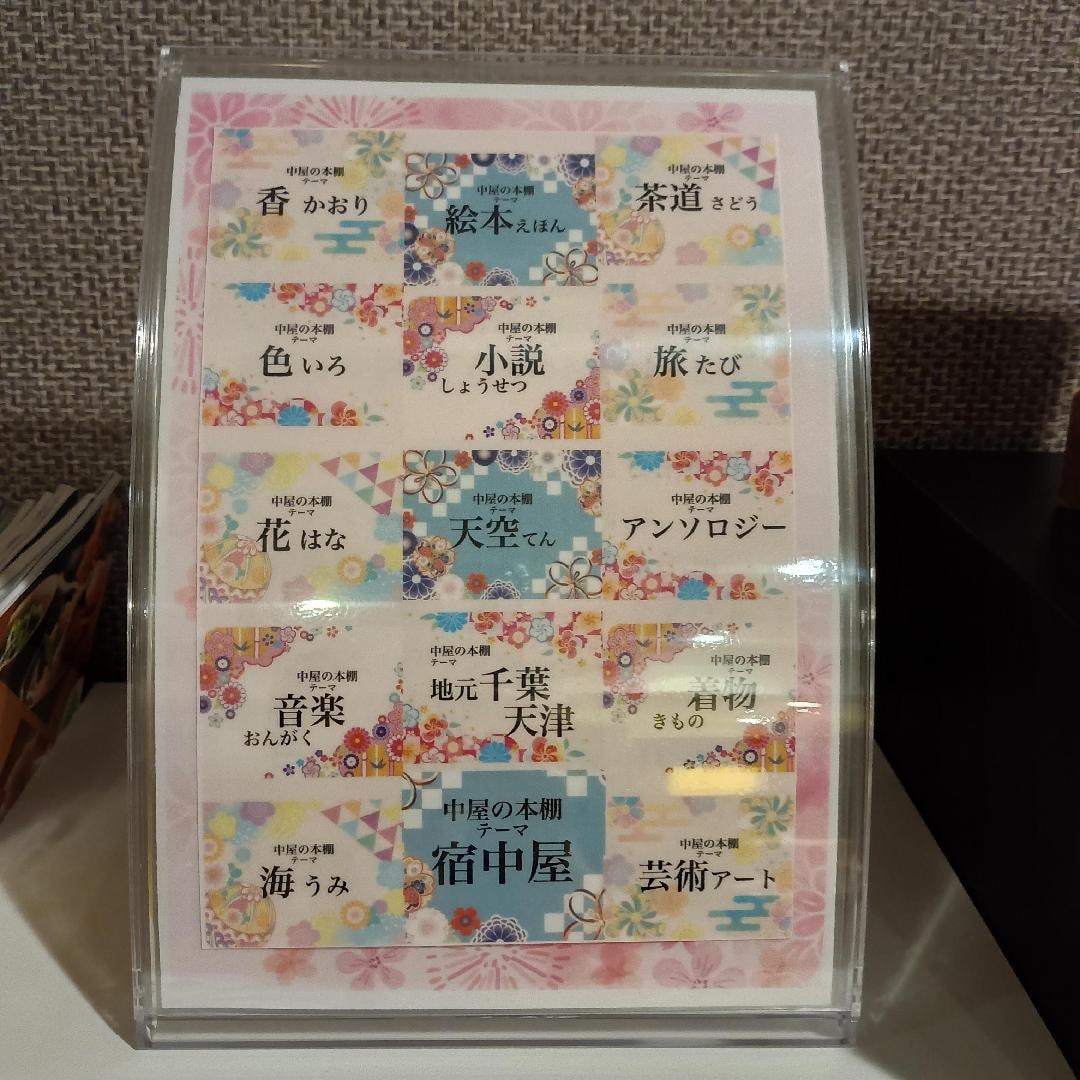 中屋の本棚
テーマ
香 かおり
中屋の本棚
テーマ
絵本えほん
中屋の本棚
テーマ
茶道 さどう
中屋の本棚
テーマ
色 いろ
中屋の本棚
テーマ
小説
しょうせつ
中屋の本棚
テーマ
旅 たび
中屋の本棚
テーマ
花 はな
中屋の本棚
テーマ
天空てん
中屋の本棚
テーマ
アンソロジー
中屋の本棚
テーマ
音楽
おんがく
中屋の本棚
テーマ
地元千葉
天津
中屋の本棚
テーマ
着物
きもの
中屋の本棚
テーマ
海 うみ
中屋の本棚
テーマ
宿中屋
中屋の本棚
テーマ
芸術アート